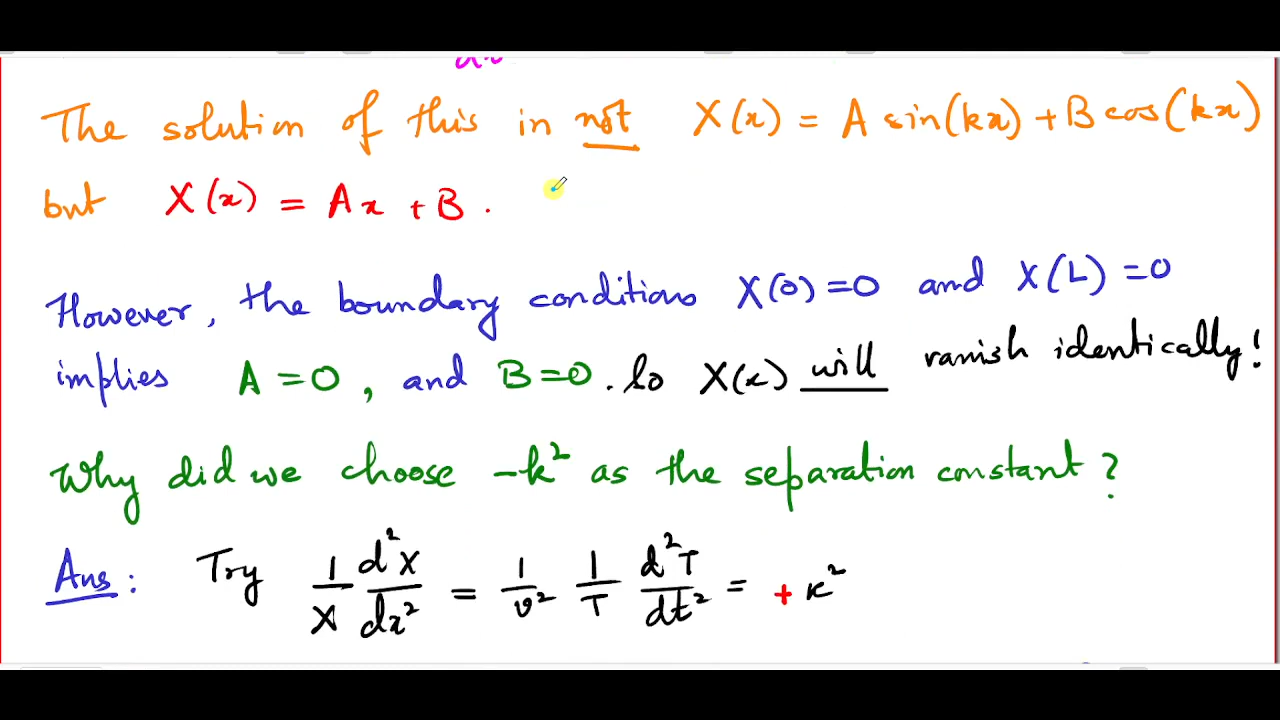 The solution of this in not X(x) = A sin(kx) + B cos(kx)
but X(x) = Ax + B.
However, the boundary conditions X(0) = 0 and X(L) = 0
implies A = 0, and B = 0. So X(x) will vanish identically!
Why did we choose -k² as the separation constant?
Ans: Try 1/X d²X/dx² = 1/v² 1/T d²T/dt² = + k²